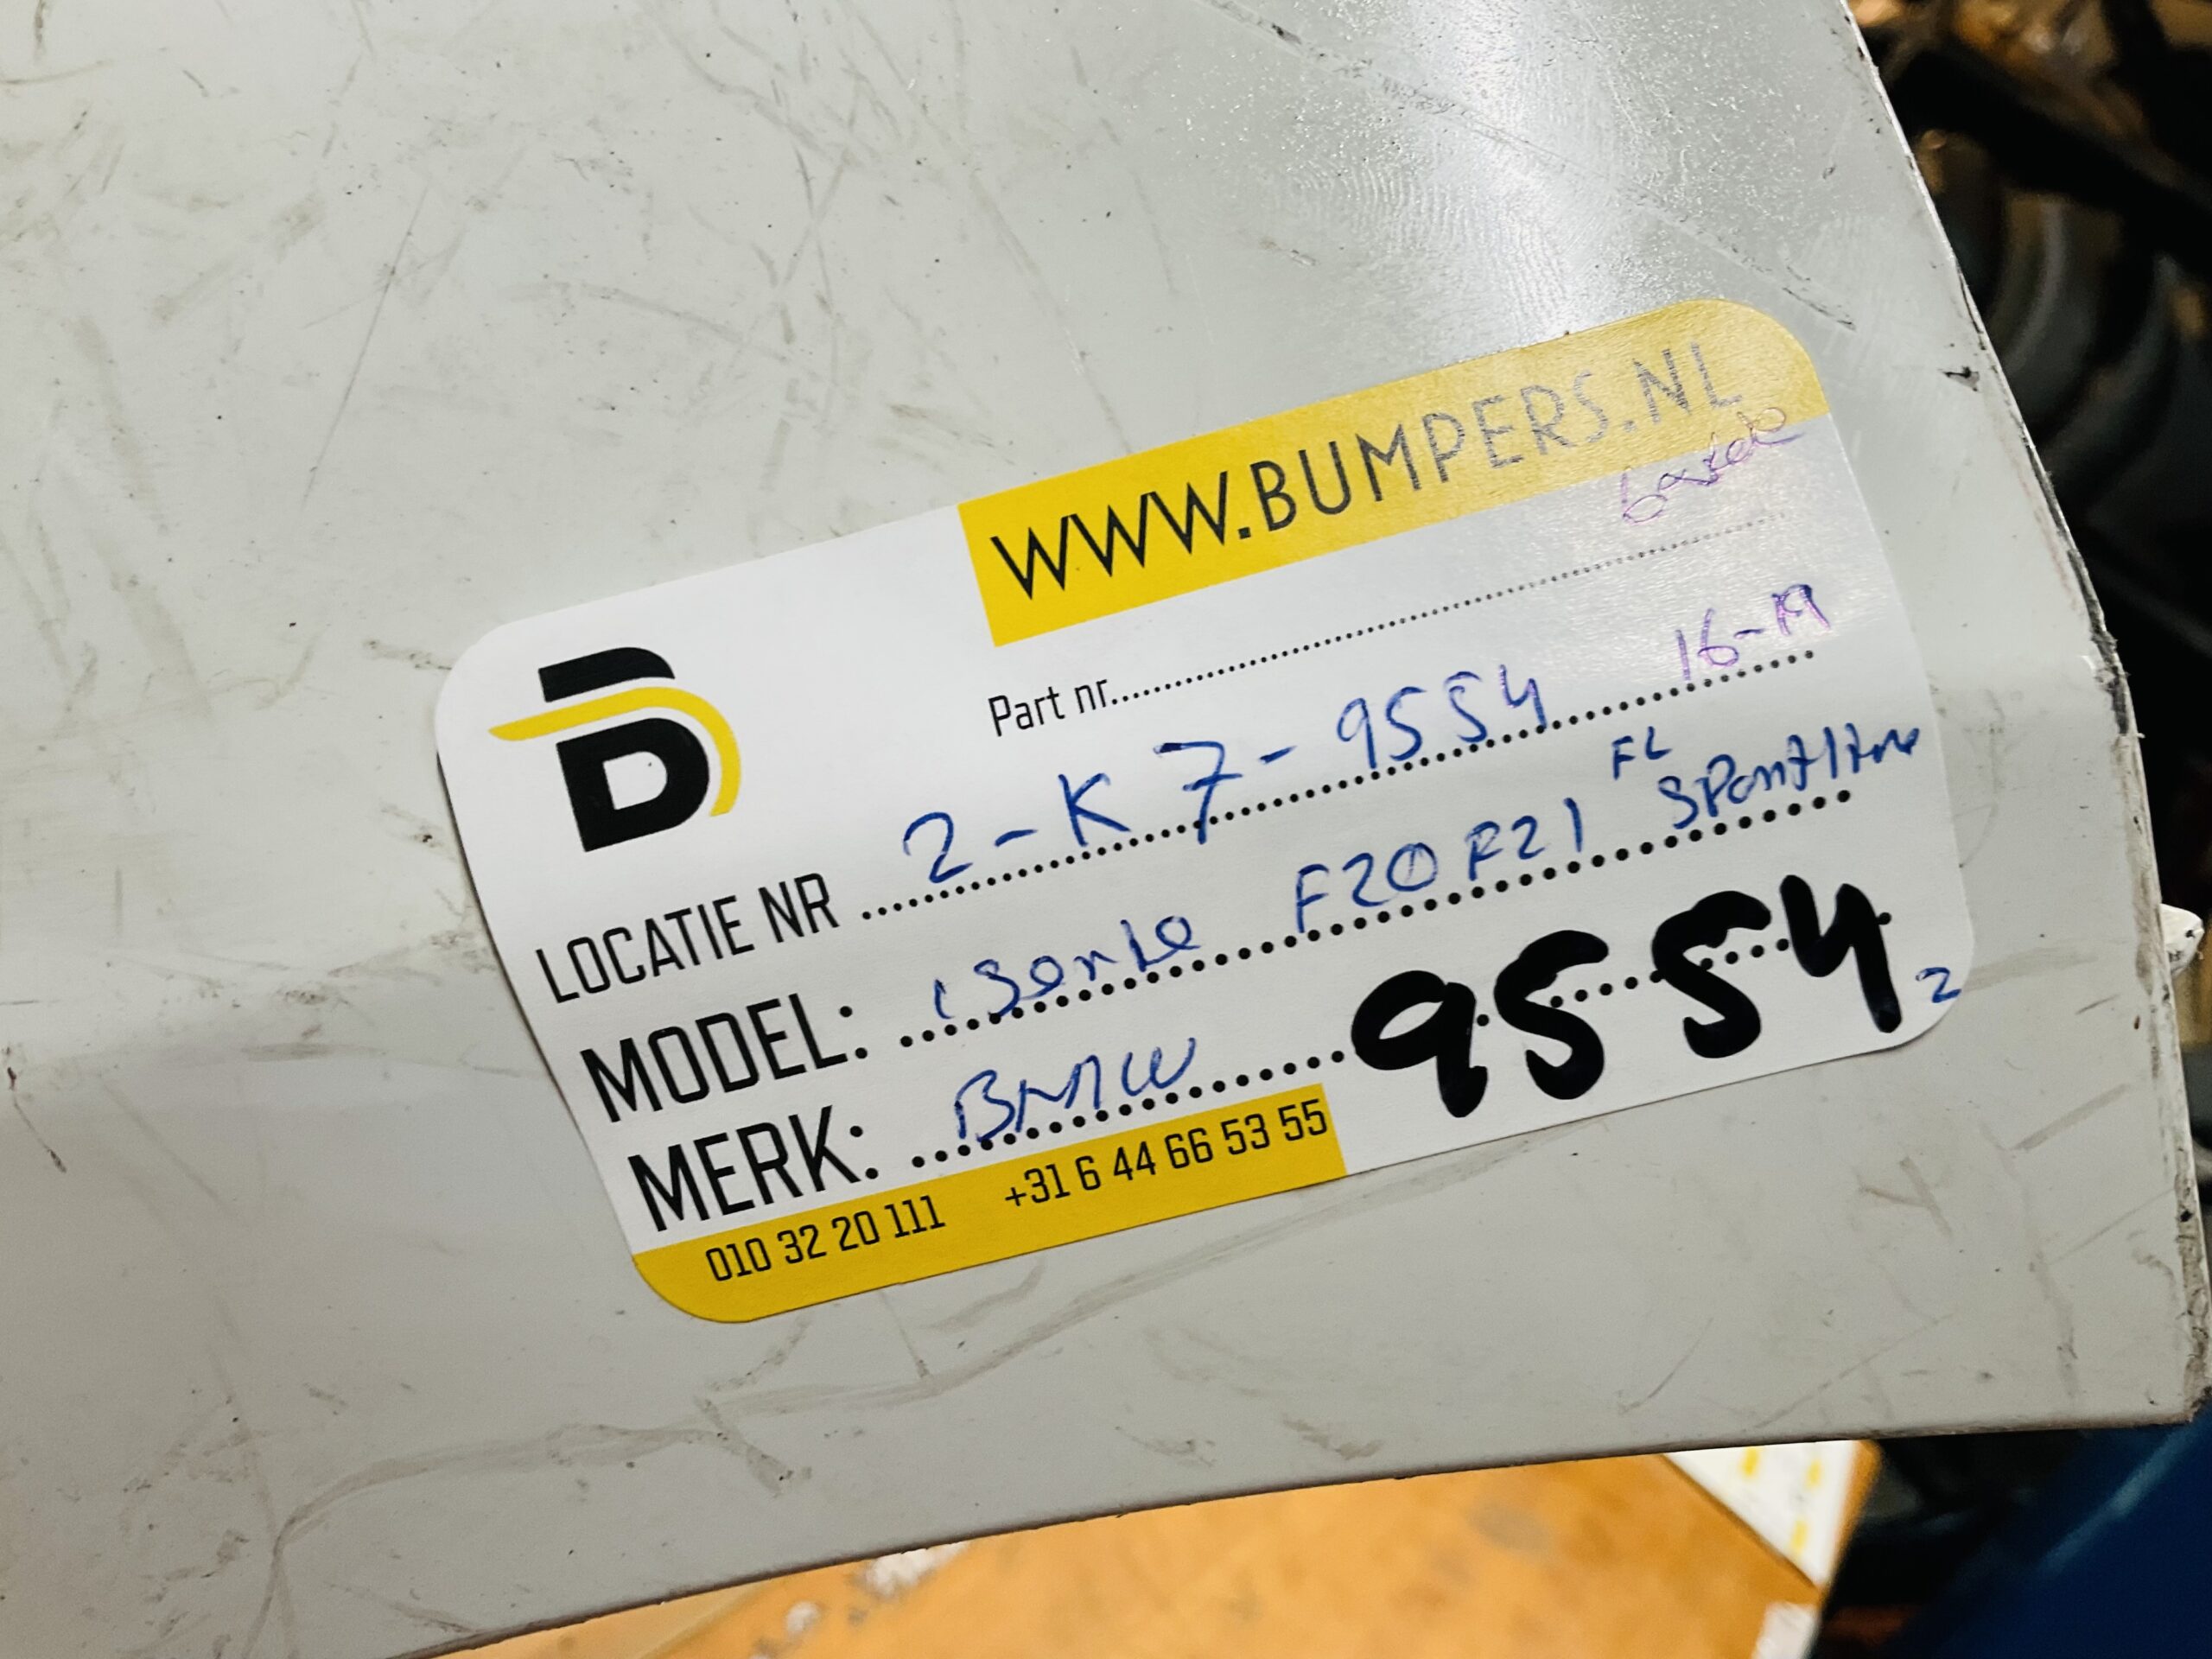 WWW.BUMPERS.NL
Part nr.
16-19
LOCATIE NR 2-K7-9554
FL
MODEL: 1 Serie F20 F21 Sportline
MERK: BMW 9554 2
010 32 20 111 +31 6 44 66 53 55